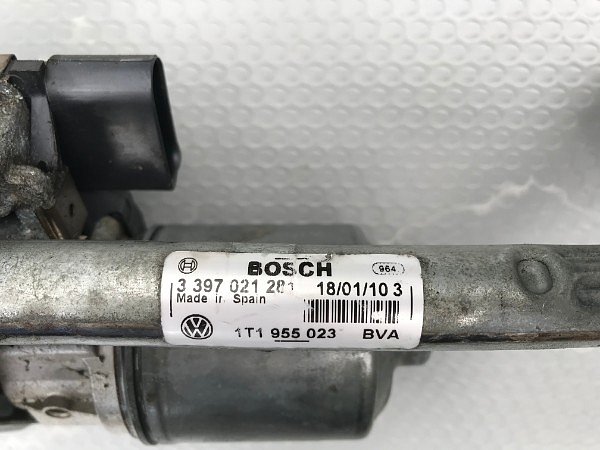 BOSCH 964
3 397 021 281 18/01/10 3
Made in Spain
1T1 955 023 BVA